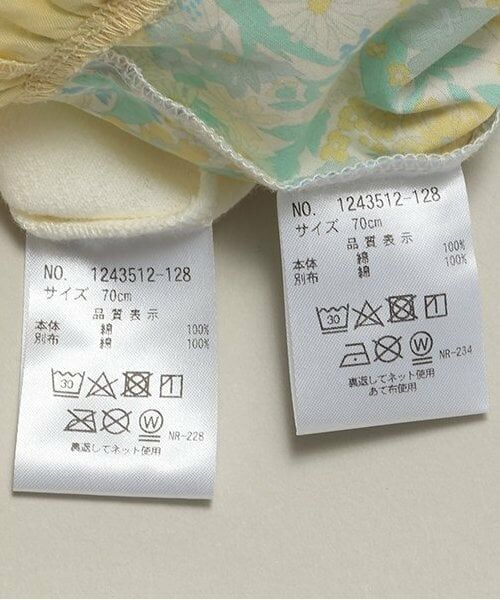 NO. 1243512-128
サイズ 70cm
品質表示
本体 綿 100%
別布 綿 100%
30
W
NR-228
裏返してネット使用
NO. 1243512-128
サイズ 70cm
品質表示
本体 綿 100%
別布 綿 100%
30
W
NR-234
裏返してネット使用
あて布使用